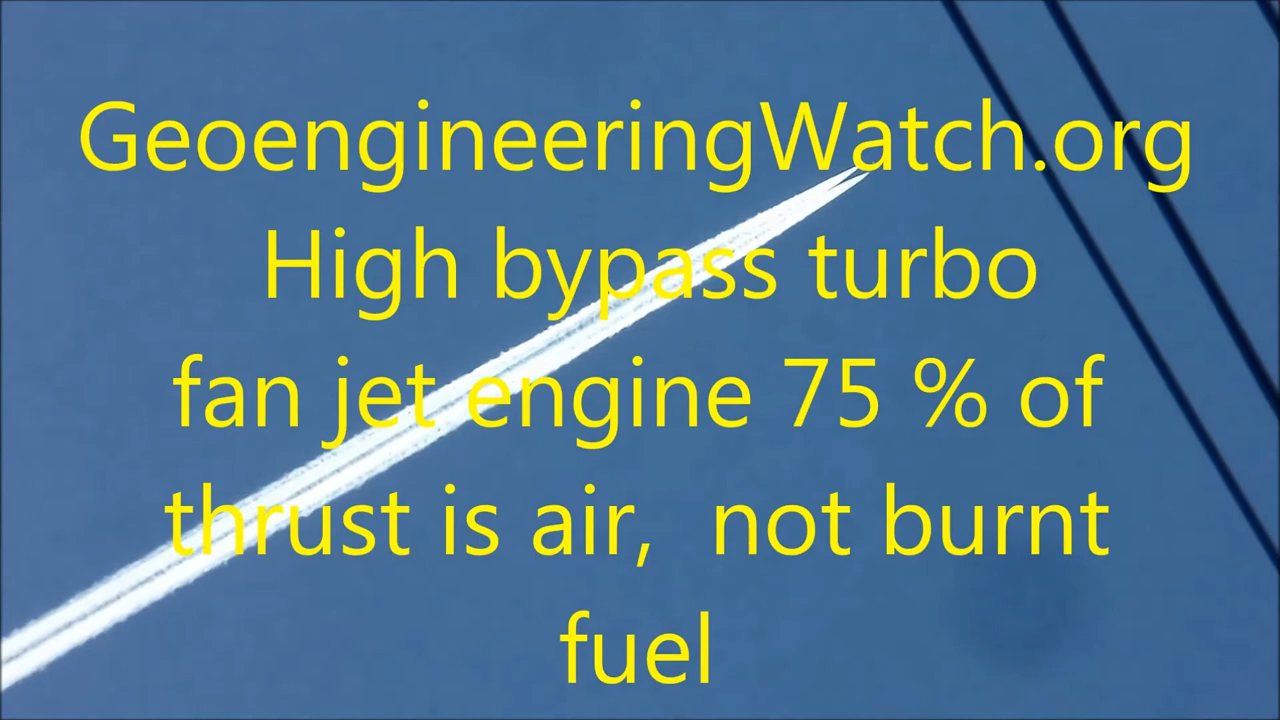 GeoengineeringWatch.org
High bypass turbo
fan jet engine 75 % of
thrust is air,  not burnt
fuel